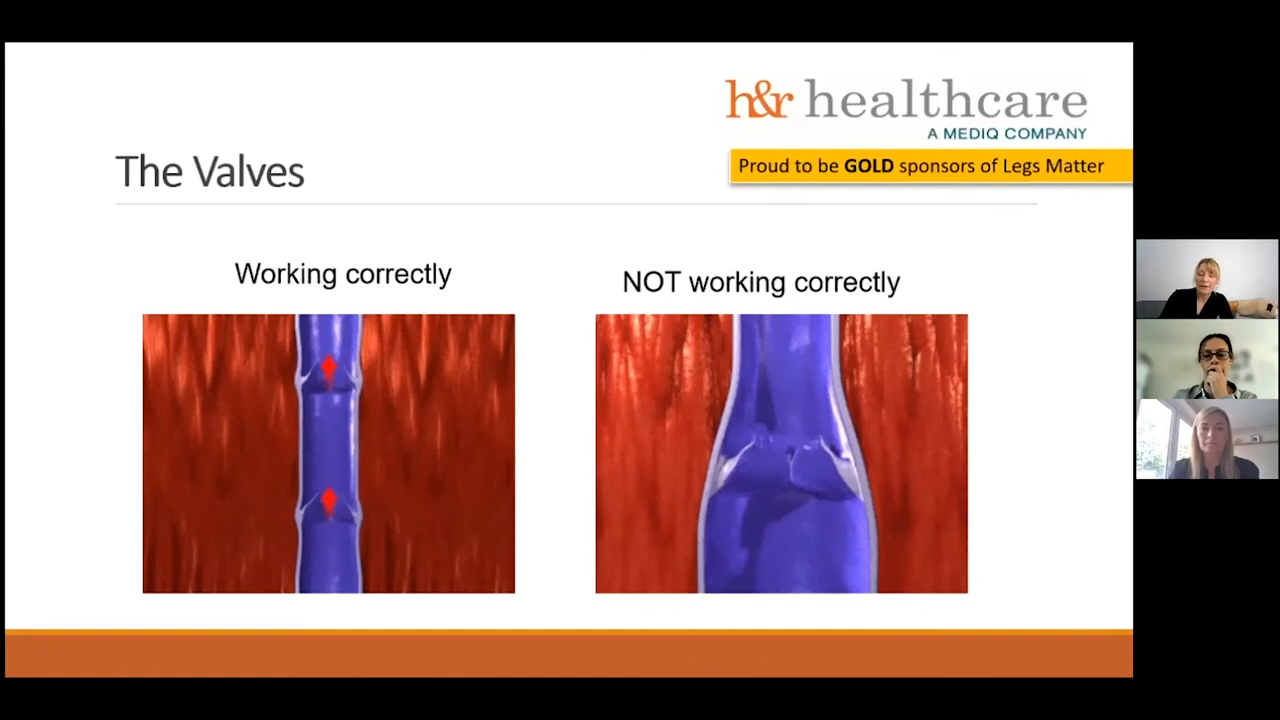 h&r healthcare
A MEDIQ COMPANY
Proud to be GOLD sponsors of Legs Matter
The Valves
Working correctly
NOT working correctly